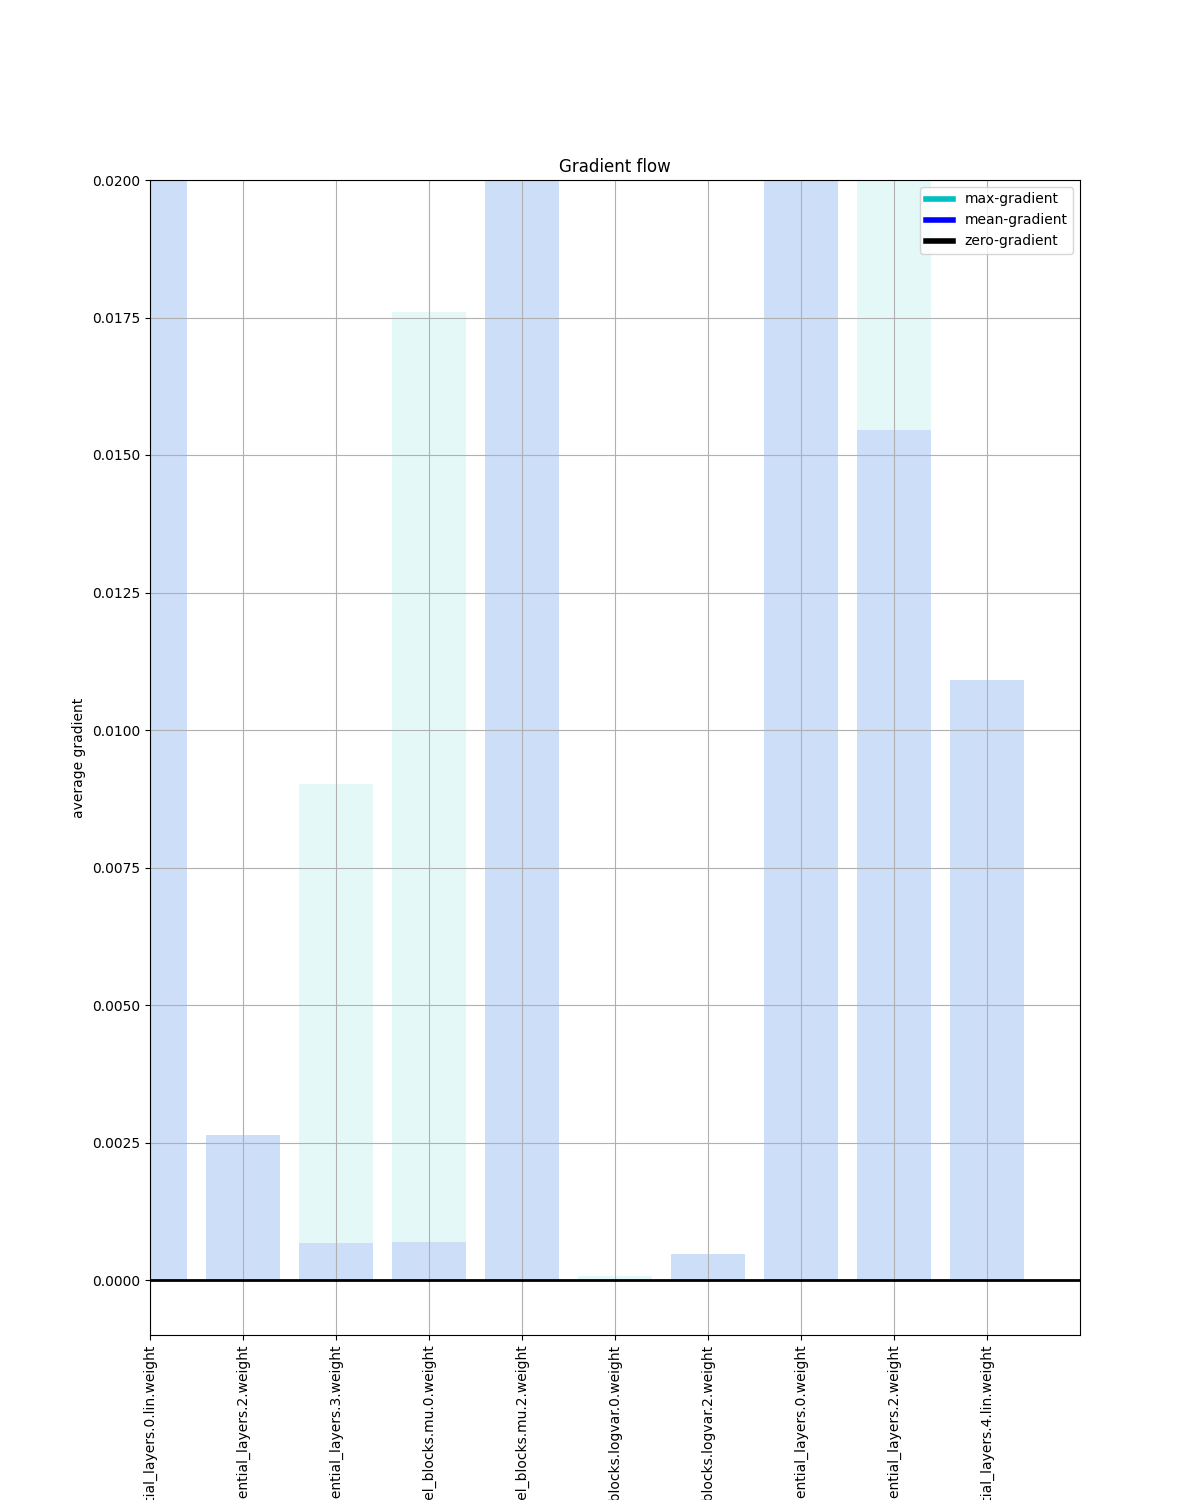 Gradient flow
max-gradient
mean-gradient
zero-gradient
average gradient
0.0200
0.0175
0.0150
0.0125
0.0100
0.0075
0.0050
0.0025
0.0000
tial_layers.0.lin.weight
ential_layers.2.weight
ential_layers.3.weight
el_blocks.mu.0.weight
el_blocks.mu.2.weight
blocks.logvar.0.weight
blocks.logvar.2.weight
ential_layers.0.weight
ential_layers.2.weight
tial_layers.4.lin.weight